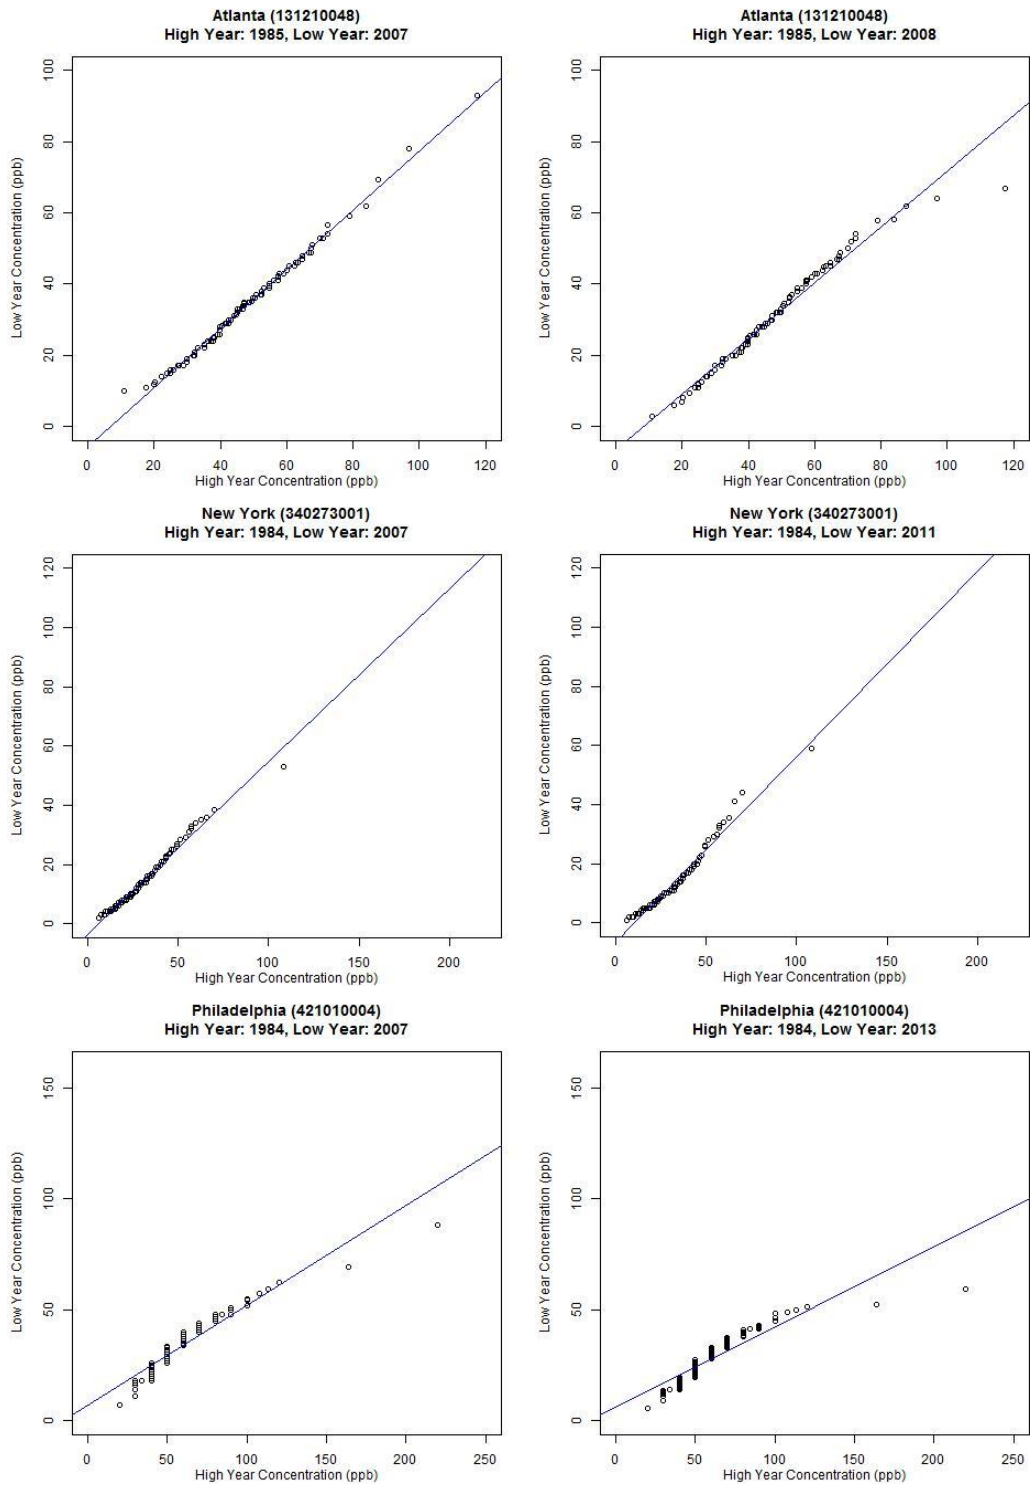 Atlanta (131210048)
High Year: 1985, Low Year: 2007
Low Year Concentration (ppb)
0 20 40 60 80 100
0 20 40 60 80 100 120
High Year Concentration (ppb)
Atlanta (131210048)
High Year: 1985, Low Year: 2008
Low Year Concentration (ppb)
0 20 40 60 80 100
0 20 40 60 80 100 120
High Year Concentration (ppb)
New York (340273001)
High Year: 1984, Low Year: 2007
Low Year Concentration (ppb)
0 20 40 60 80 100 120
0 50 100 150 200
High Year Concentration (ppb)
New York (340273001)
High Year: 1984, Low Year: 2011
Low Year Concentration (ppb)
0 20 40 60 80 100 120
0 50 100 150 200
High Year Concentration (ppb)
Philadelphia (421010004)
High Year: 1984, Low Year: 2007
Low Year Concentration (ppb)
0 50 100 150
0 50 100 150 200 250
High Year Concentration (ppb)
Philadelphia (421010004)
High Year: 1984, Low Year: 2013
Low Year Concentration (ppb)
0 50 100 150
0 50 100 150 200 250
High Year Concentration (ppb)